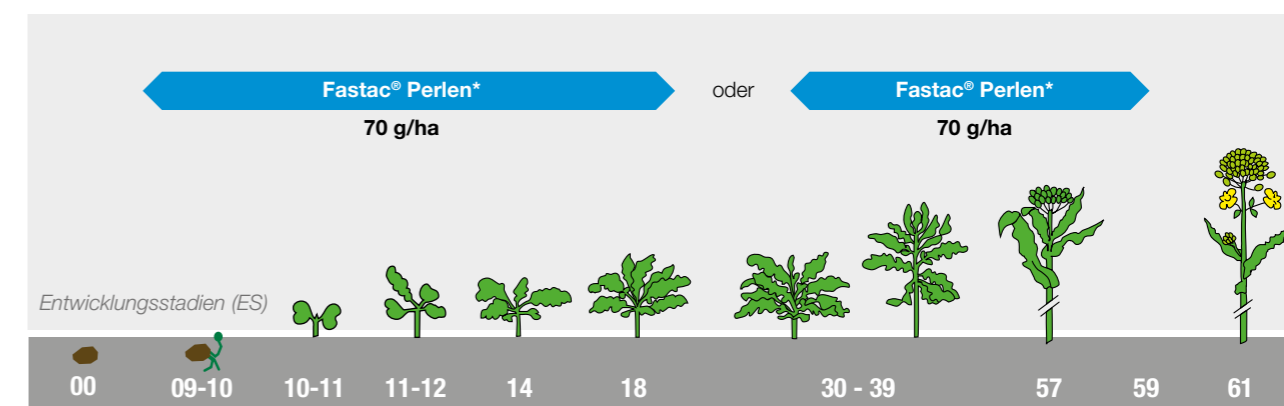 Fastac® Perlen* oder Fastac® Perlen*
70 g/ha 70 g/ha
Entwicklungsstadien (ES)
00 09-10 10-11 11-12 14 18 30 - 39 57 59 61